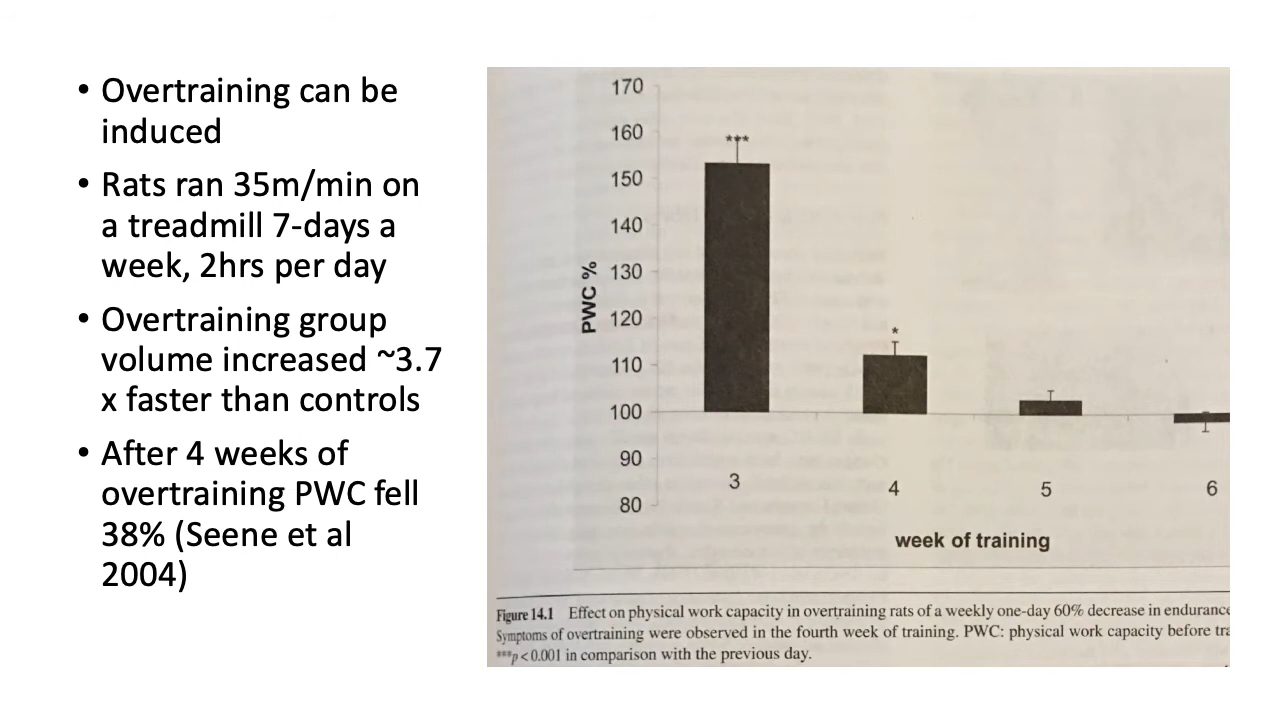 • Overtraining can be
induced
• Rats ran 35m/min on
a treadmill 7-days a
week, 2hrs per day
• Overtraining group
volume increased ~3.7
x faster than controls
• After 4 weeks of
overtraining PWC fell
38% (Seene et al
2004)
170
160
150
140
130
120
110
100
90
80
PWC %
***
*
3
4
5
6
week of training
Figure 14.1 Effect on physical work capacity in overtraining rats of a weekly one-day 60% decrease in endurance
Symptoms of overtraining were observed in the fourth week of training. PWC: physical work capacity before tra
***p < 0.001 in comparison with the previous day.